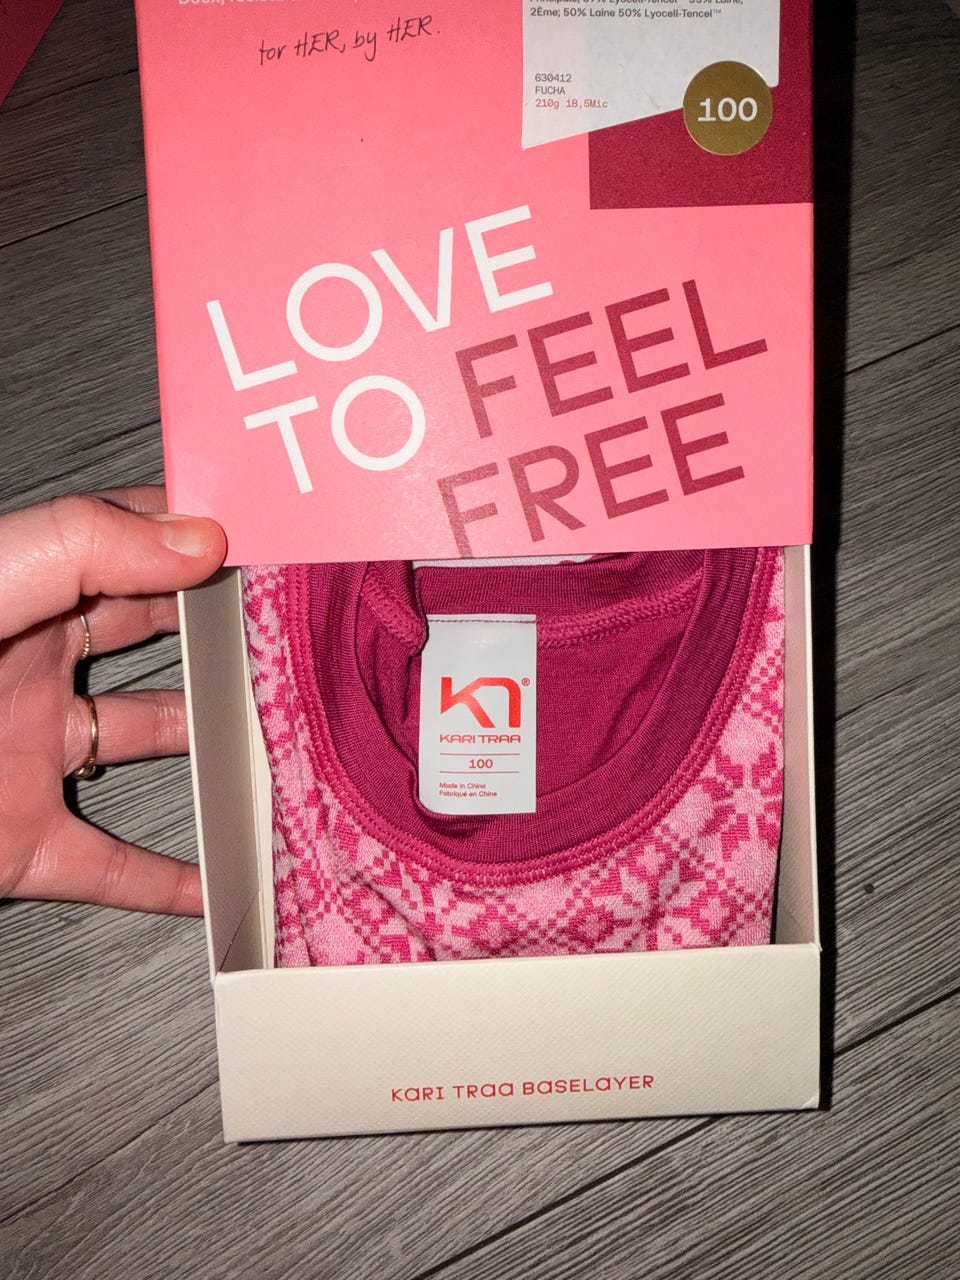 for HER, by HER.
2Ème; 50% Laine 50% Lyocell-Tencel™
630412
FUCHA
210g 18,5Mic
100
LOVE
TO FEEL
FREE
KARI TRAA
100
Made in China
Fabriqué en Chine
KARI TRAA BASELAYER